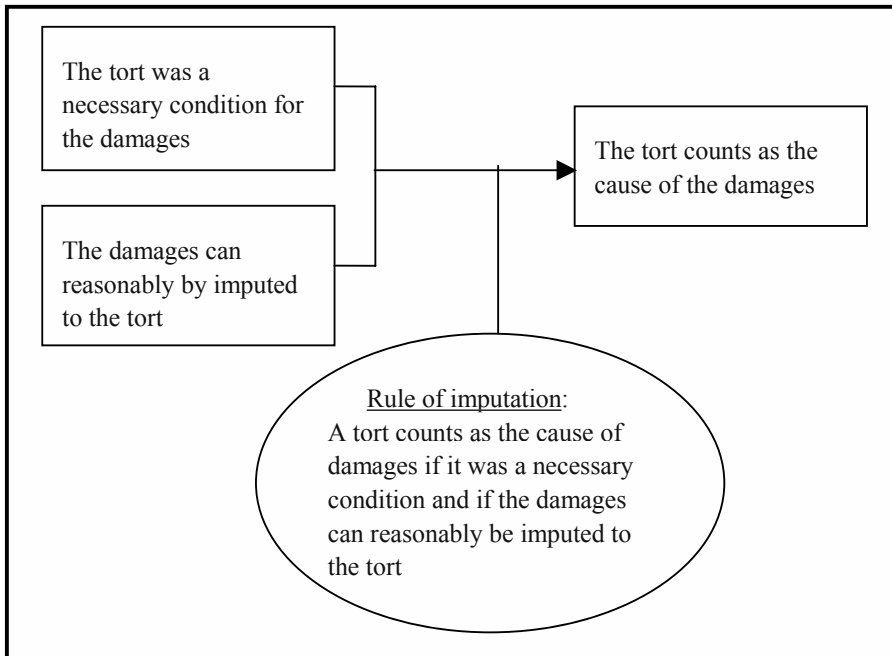 The tort was a
necessary condition for
the damages
The damages can
reasonably by imputed
to the tort
The tort counts as the
cause of the damages
Rule of imputation:
A tort counts as the cause of
damages if it was a necessary
condition and if the damages
can reasonably be imputed to
the tort